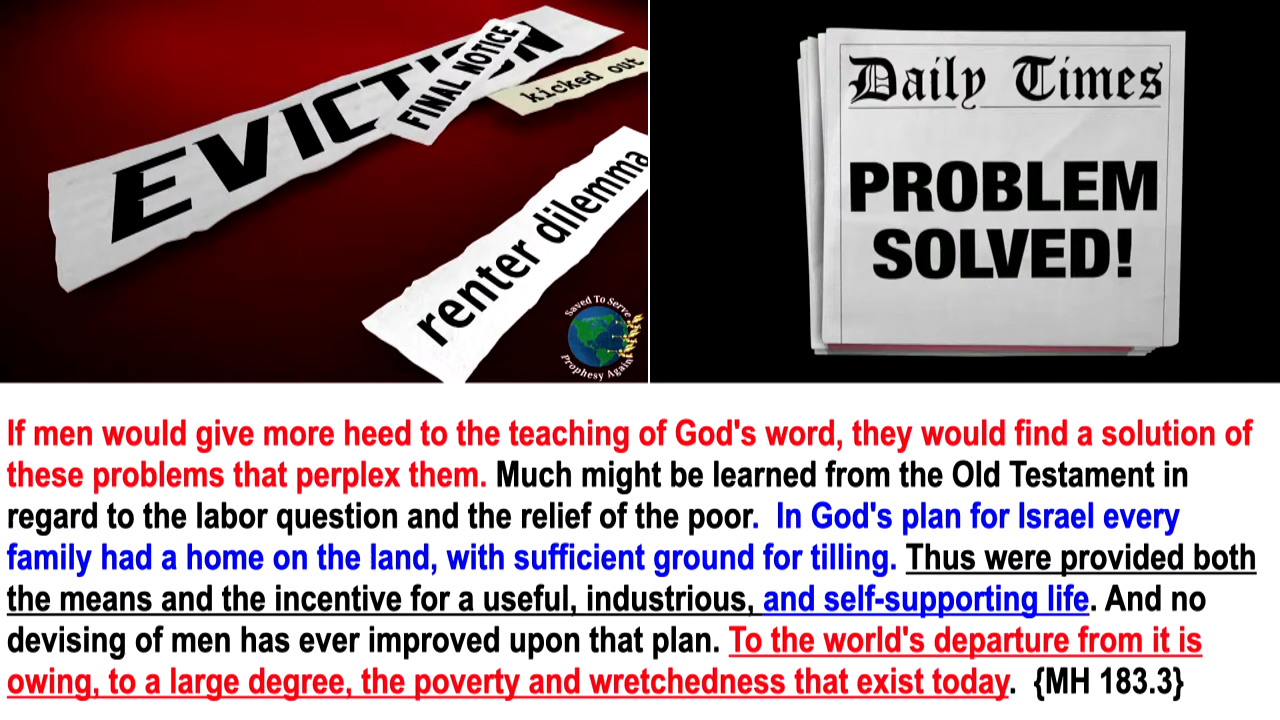 EVICTION
FINAL NOTICE
kicked out
renter dilemma
Saved To Serve
Prophesy Again
Daily Times
PROBLEM
SOLVED!
If men would give more heed to the teaching of God's word, they would find a solution of
these problems that perplex them. Much might be learned from the Old Testament in
regard to the labor question and the relief of the poor.  In God's plan for Israel every
family had a home on the land, with sufficient ground for tilling. Thus were provided both
the means and the incentive for a useful, industrious, and self-supporting life. And no
devising of men has ever improved upon that plan. To the world's departure from it is
owing, to a large degree, the poverty and wretchedness that exist today.  {MH 183.3}